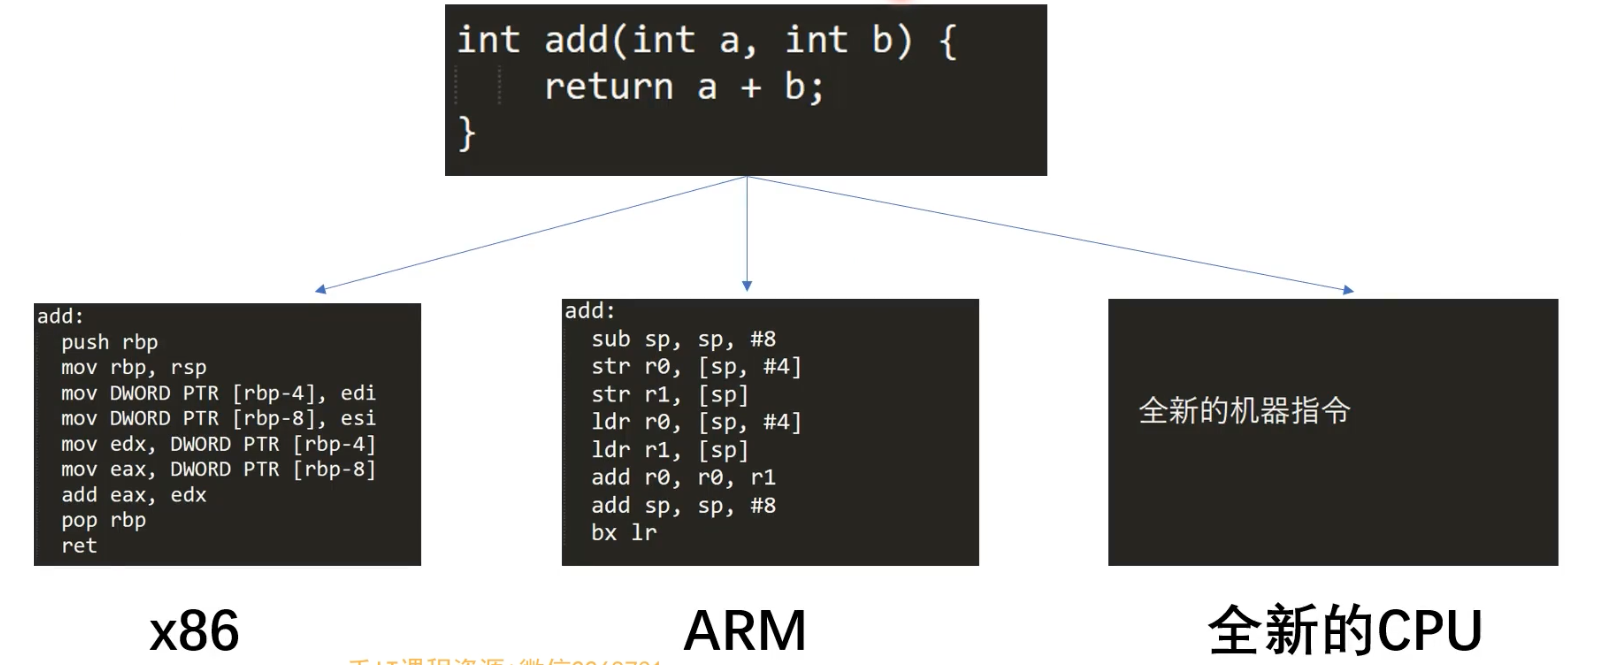 int add(int a, int b) {
return a + b;
}
add:
push rbp
mov rbp, rsp
mov DWORD PTR [rbp-4], edi
mov DWORD PTR [rbp-8], esi
mov edx, DWORD PTR [rbp-4]
mov eax, DWORD PTR [rbp-8]
add eax, edx
pop rbp
ret
add:
sub sp, sp, #8
str r0, [sp, #4]
str r1, [sp]
ldr r0, [sp, #4]
ldr r1, [sp]
add r0, r0, r1
add sp, sp, #8
bx lr
全新的机器指令
x86
ARM
全新的CPU